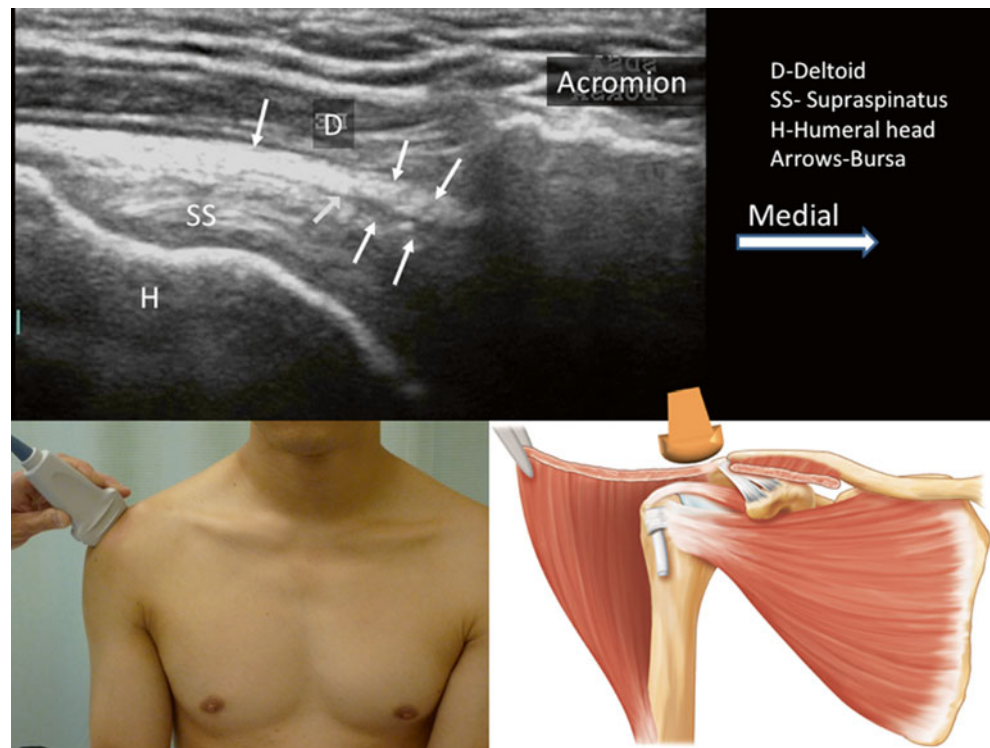 Acromion
D-Deltoid
SS- Supraspinatus
H-Humeral head
Arrows-Bursa
D
SS
Medial
H